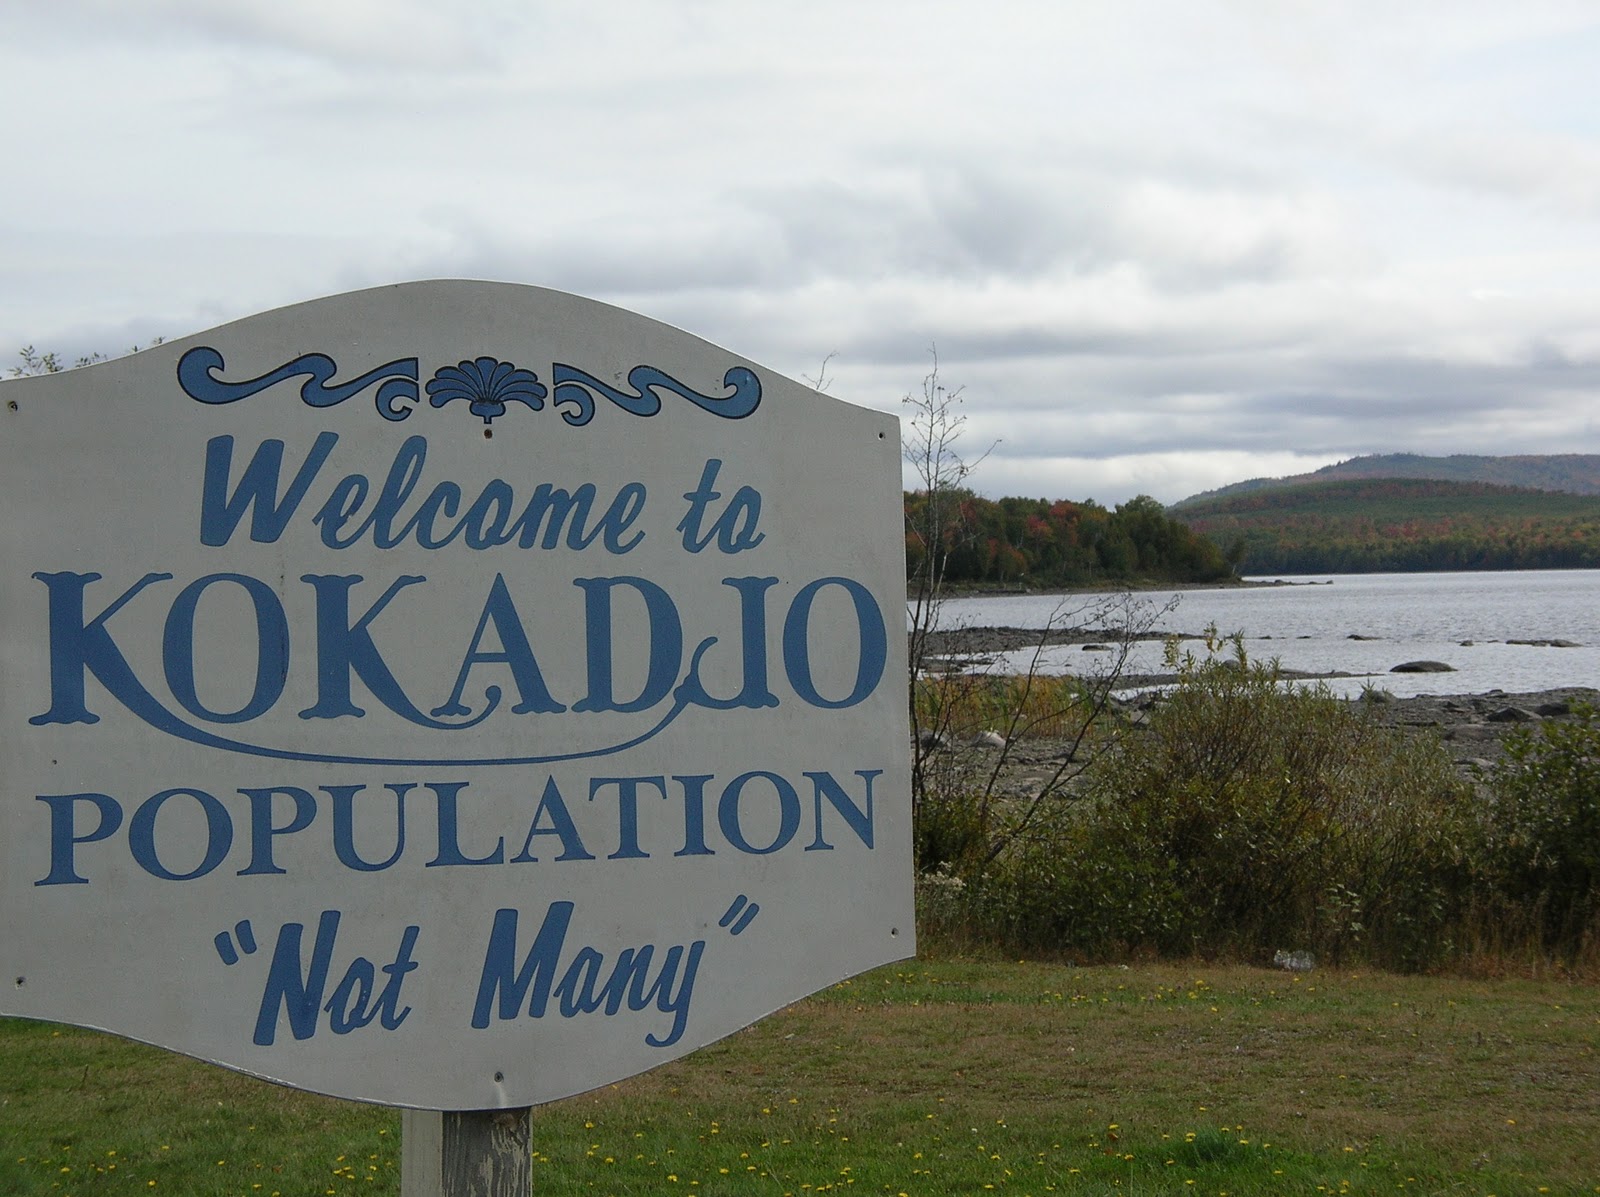 Welcome to
KOKADJO
POPULATION
"Not Many"